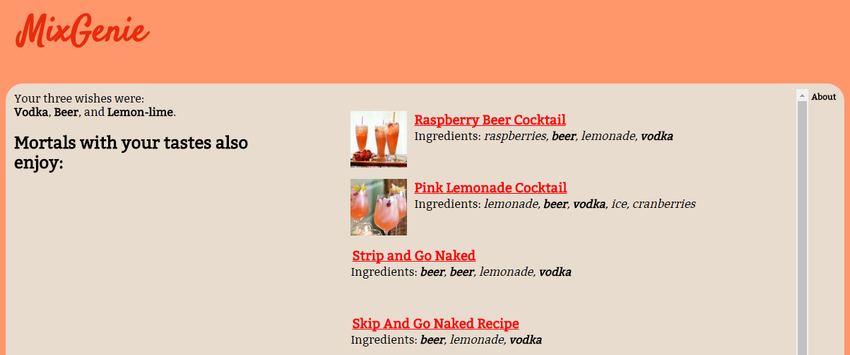 MixGenie
Your three wishes were:
Vodka, Beer, and Lemon-lime.
Mortals with your tastes also
enjoy:
Raspberry Beer Cocktail
Ingredients: raspberries, beer, lemonade, vodka
Pink Lemonade Cocktail
Ingredients: lemonade, beer, vodka, ice, cranberries
Strip and Go Naked
Ingredients: beer, beer, lemonade, vodka
Skip And Go Naked Recipe
Ingredients: beer, lemonade, vodka
About